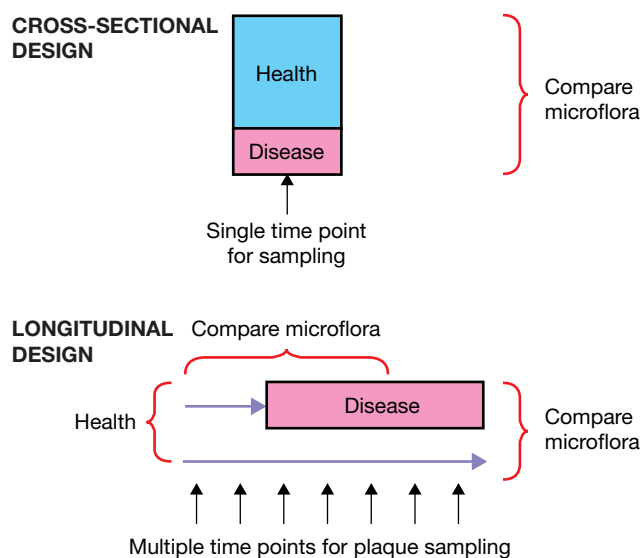 CROSS-SECTIONAL
DESIGN
Health
Disease
Compare
microflora
Single time point
for sampling
LONGITUDINAL
DESIGN
Compare microflora
Health
Disease
Compare
microflora
Multiple time points for plaque sampling